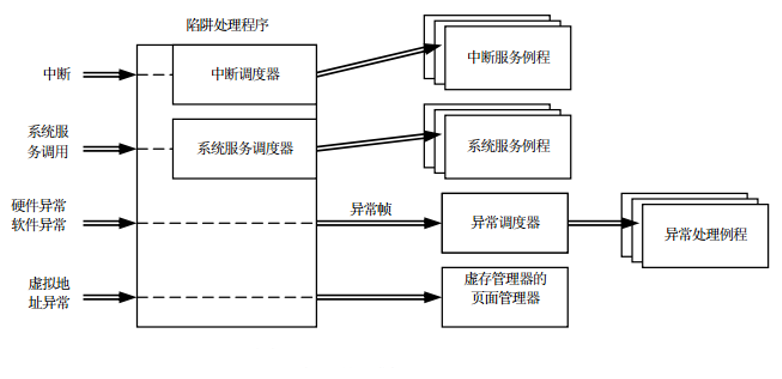 陷阱处理程序
中断
中断调度器
中断服务例程
系统服
务调用
系统服务调度器
系统服务例程
硬件异常
软件异常
异常帧
异常调度器
异常处理例程
虚拟地
址异常
虚存管理器的
页面管理器